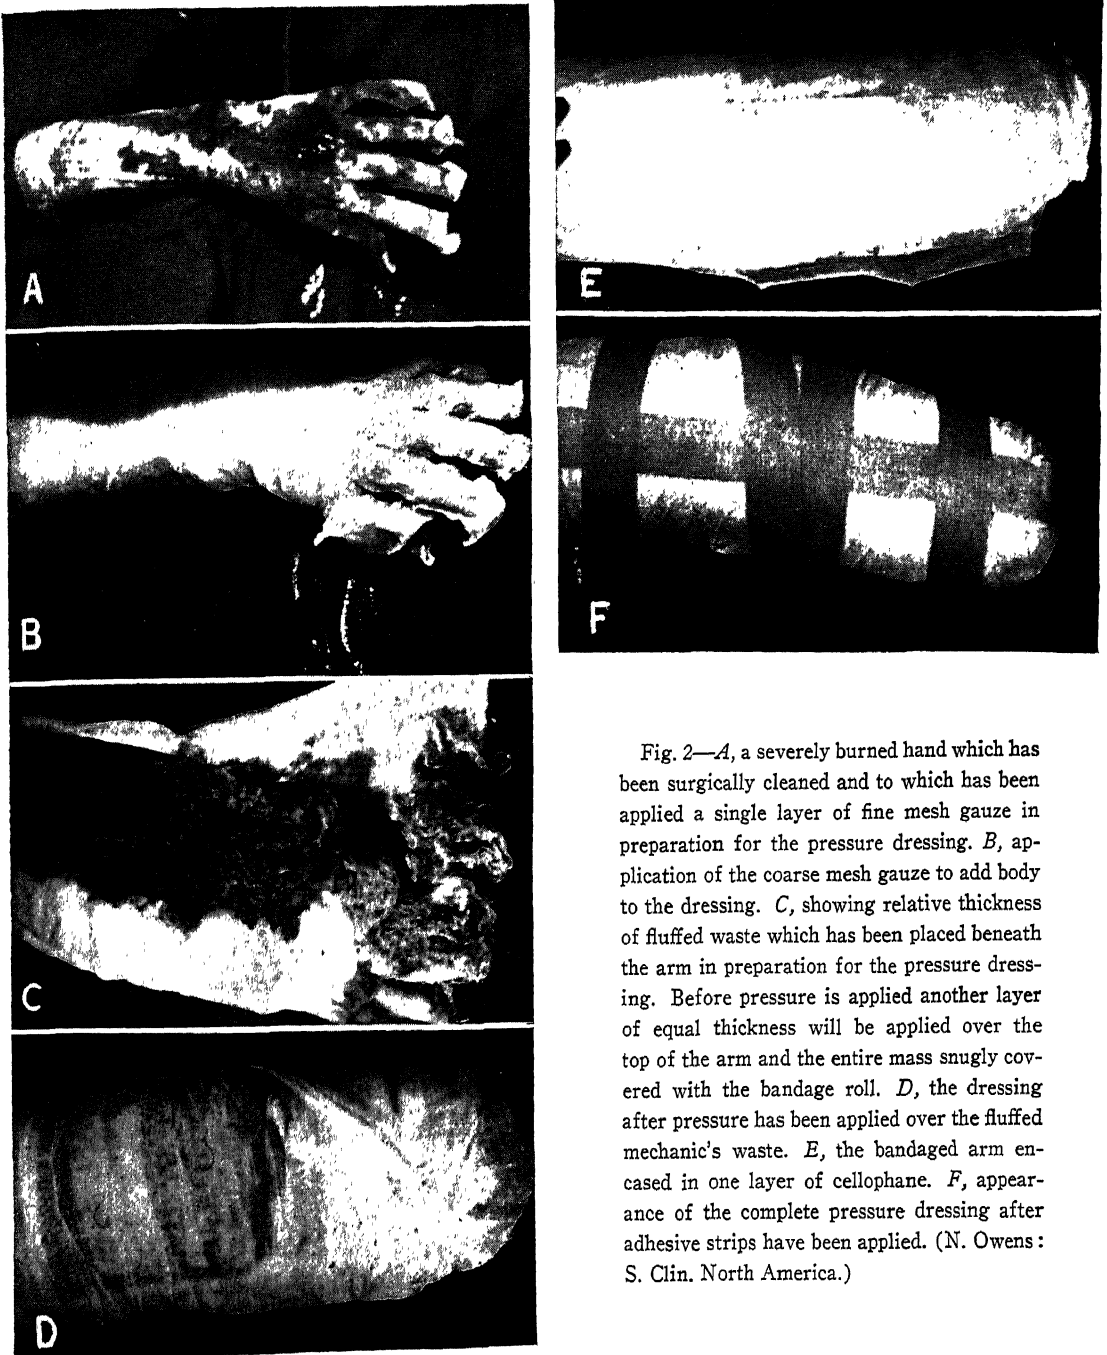 A
B
C
D
E
F
Fig. 2—A, a severely burned hand which has
been surgically cleaned and to which has been
applied a single layer of fine mesh gauze in
preparation for the pressure dressing. B, ap-
plication of the coarse mesh gauze to add body
to the dressing. C, showing relative thickness
of fluffed waste which has been placed beneath
the arm in preparation for the pressure dress-
ing. Before pressure is applied another layer
of equal thickness will be applied over the
top of the arm and the entire mass snugly cov-
ered with the bandage roll. D, the dressing
after pressure has been applied over the fluffed
mechanic's waste. E, the bandaged arm en-
cased in one layer of cellophane. F, appear-
ance of the complete pressure dressing after
adhesive strips have been applied. (N. Owens:
S. Clin. North America.)